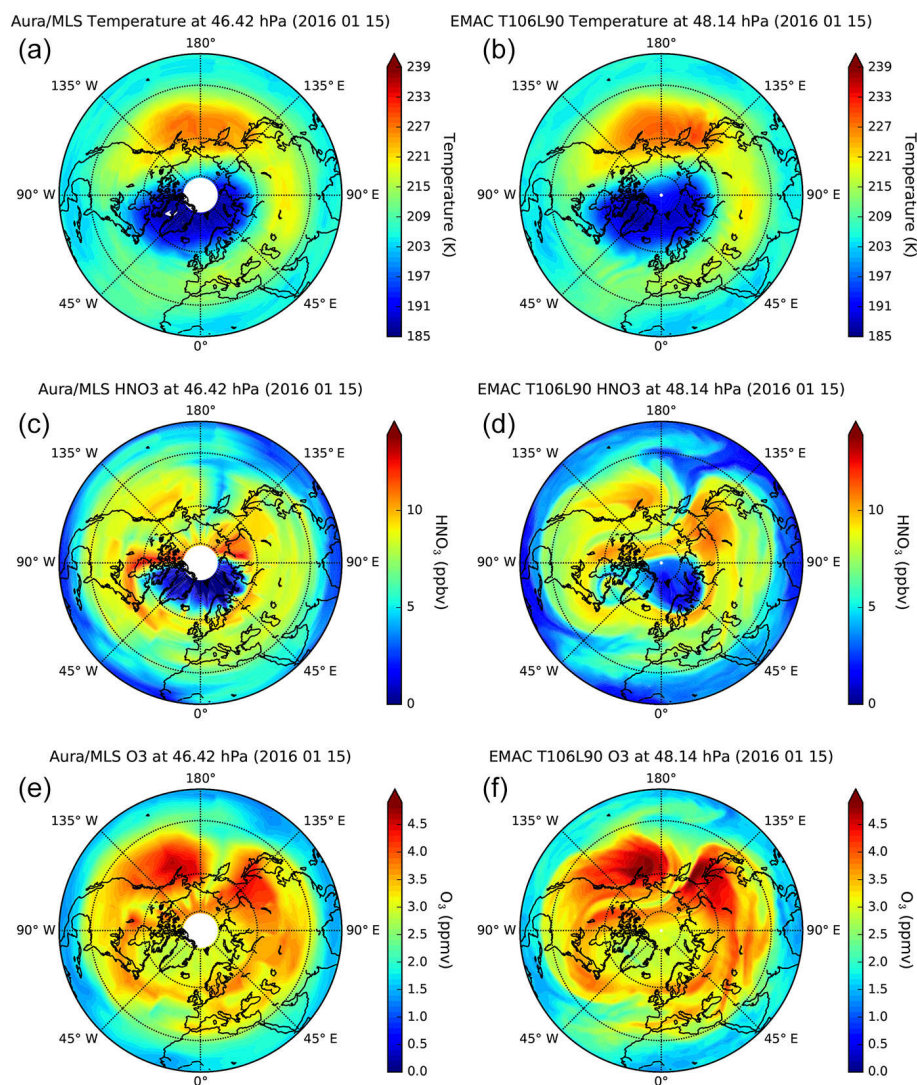 Aura/MLS Temperature at 46.42 hPa (2016 01 15)
EMAC T106L90 Temperature at 48.14 hPa (2016 01 15)
(a)
180°
135° W
135° E
90° W
90° E
45° W
45° E
0°
239
233
227
221
215
209
203
197
191
185
Temperature (K)
(b)
180°
135° W
135° E
90° W
90° E
45° W
45° E
0°
239
233
227
221
215
209
203
197
191
185
Temperature (K)
Aura/MLS HNO3 at 46.42 hPa (2016 01 15)
EMAC T106L90 HNO3 at 48.14 hPa (2016 01 15)
(c)
180°
135° W
135° E
90° W
90° E
45° W
45° E
0°
10
5
0
HNO₃ (ppbv)
(d)
180°
135° W
135° E
90° W
90° E
45° W
45° E
0°
10
5
0
HNO₃ (ppbv)
Aura/MLS O3 at 46.42 hPa (2016 01 15)
EMAC T106L90 O3 at 48.14 hPa (2016 01 15)
(e)
180°
135° W
135° E
90° W
90° E
45° W
45° E
0°
4.5
4.0
3.5
3.0
2.5
2.0
1.5
1.0
0.5
0.0
O₃ (ppmv)
(f)
180°
135° W
135° E
90° W
90° E
45° W
45° E
0°
4.5
4.0
3.5
3.0
2.5
2.0
1.5
1.0
0.5
0.0
O₃ (ppmv)